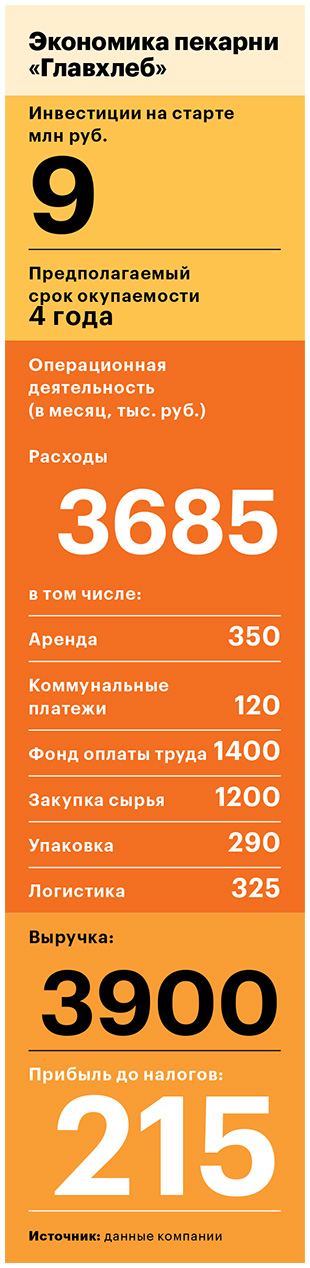 Экономика пекарни
«Главхлеб»
Инвестиции на старте
млн руб.
9
Предполагаемый
срок окупаемости
4 года
Операционная
деятельность
(в месяц, тыс. руб.)
Расходы
3685
в том числе:
Аренда 350
Коммунальные
платежи 120
Фонд оплаты труда 1400
Закупка сырья 1200
Упаковка 290
Логистика 325
Выручка:
3900
Прибыль до налогов:
215
Источник: данные компании